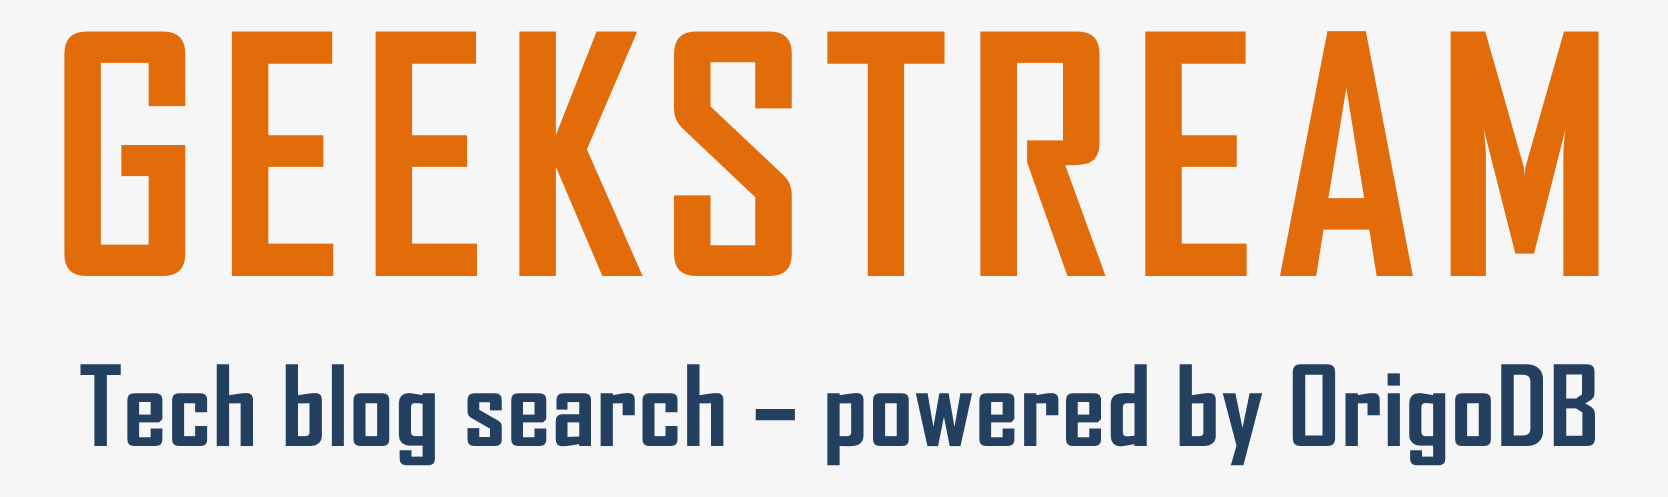 GEEKSTREAM
Tech blog search – powered by OrigoDB